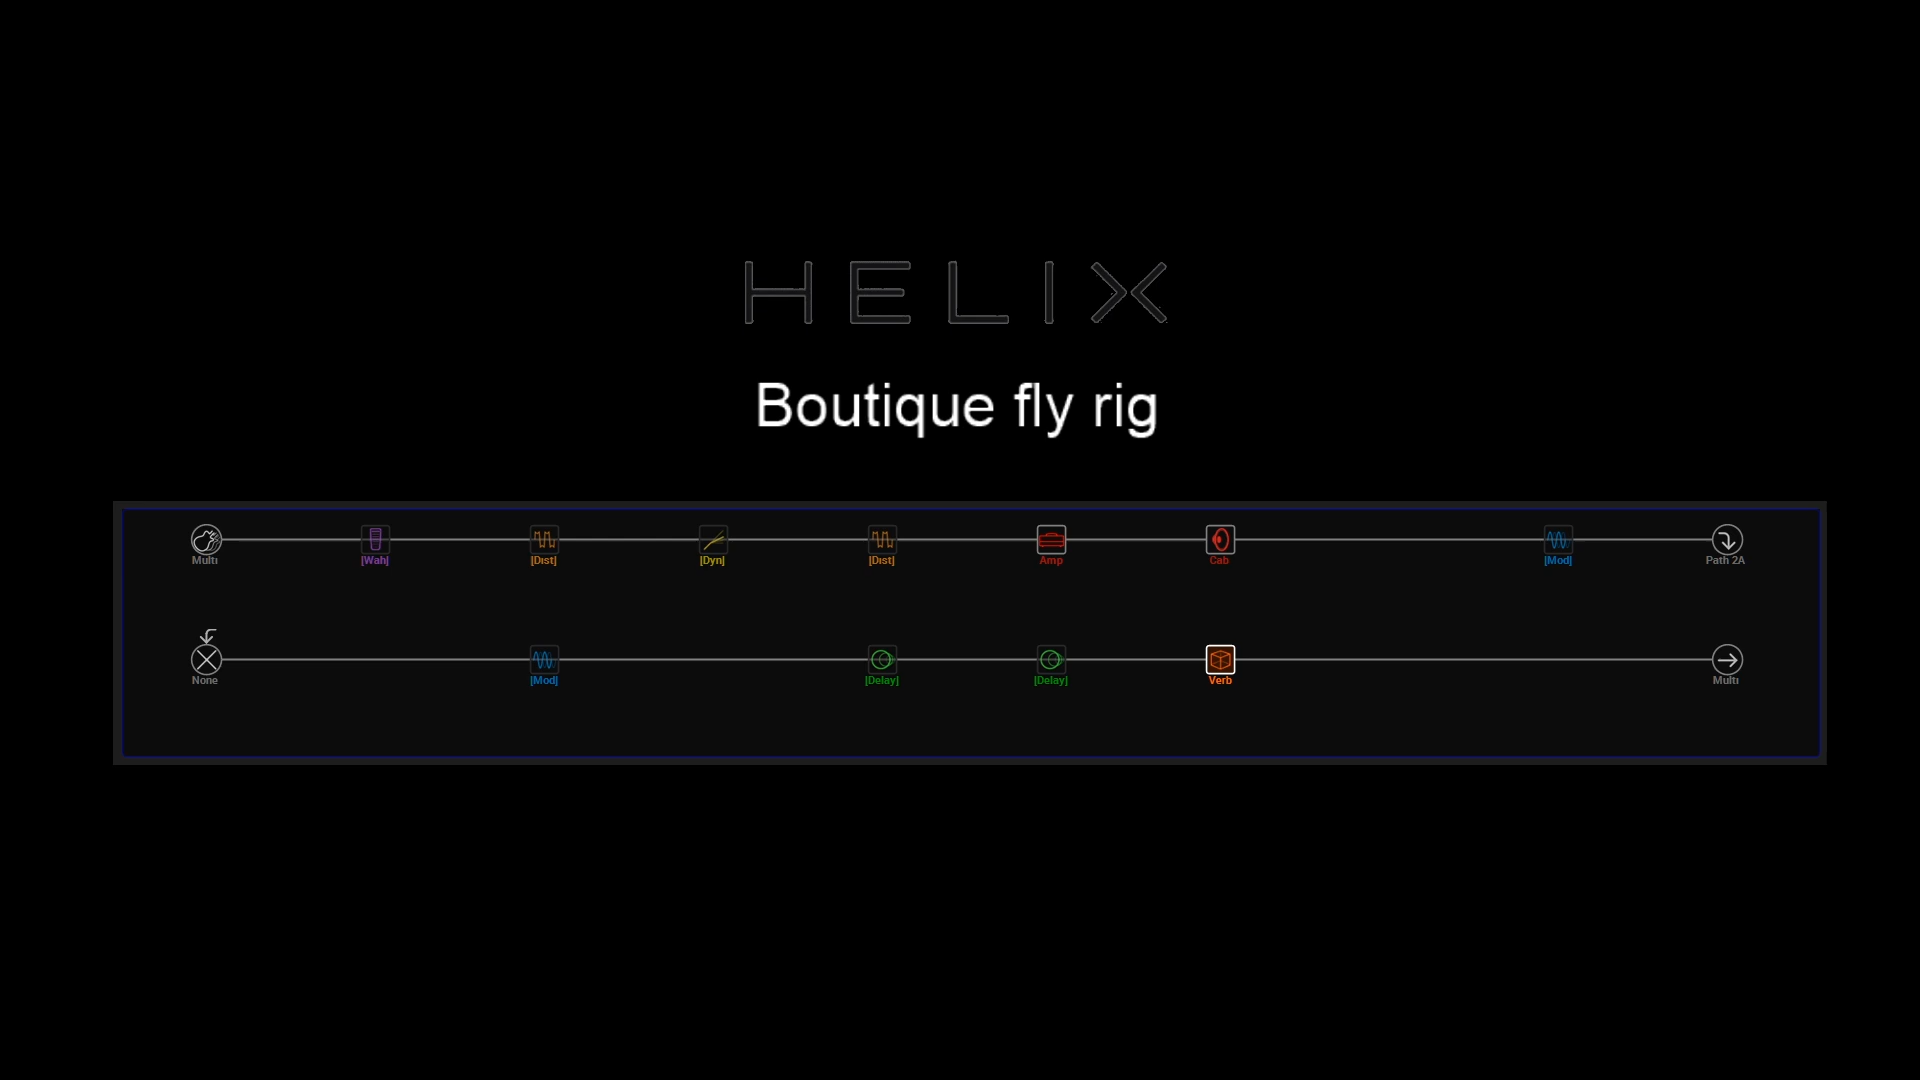 HELIX
Boutique fly rig
Multi [Wah] [Dist] [Dyn] [Dist] Amp Cab [Mod] Path 2A
None [Mod] [Delay] [Delay] Verb Multi